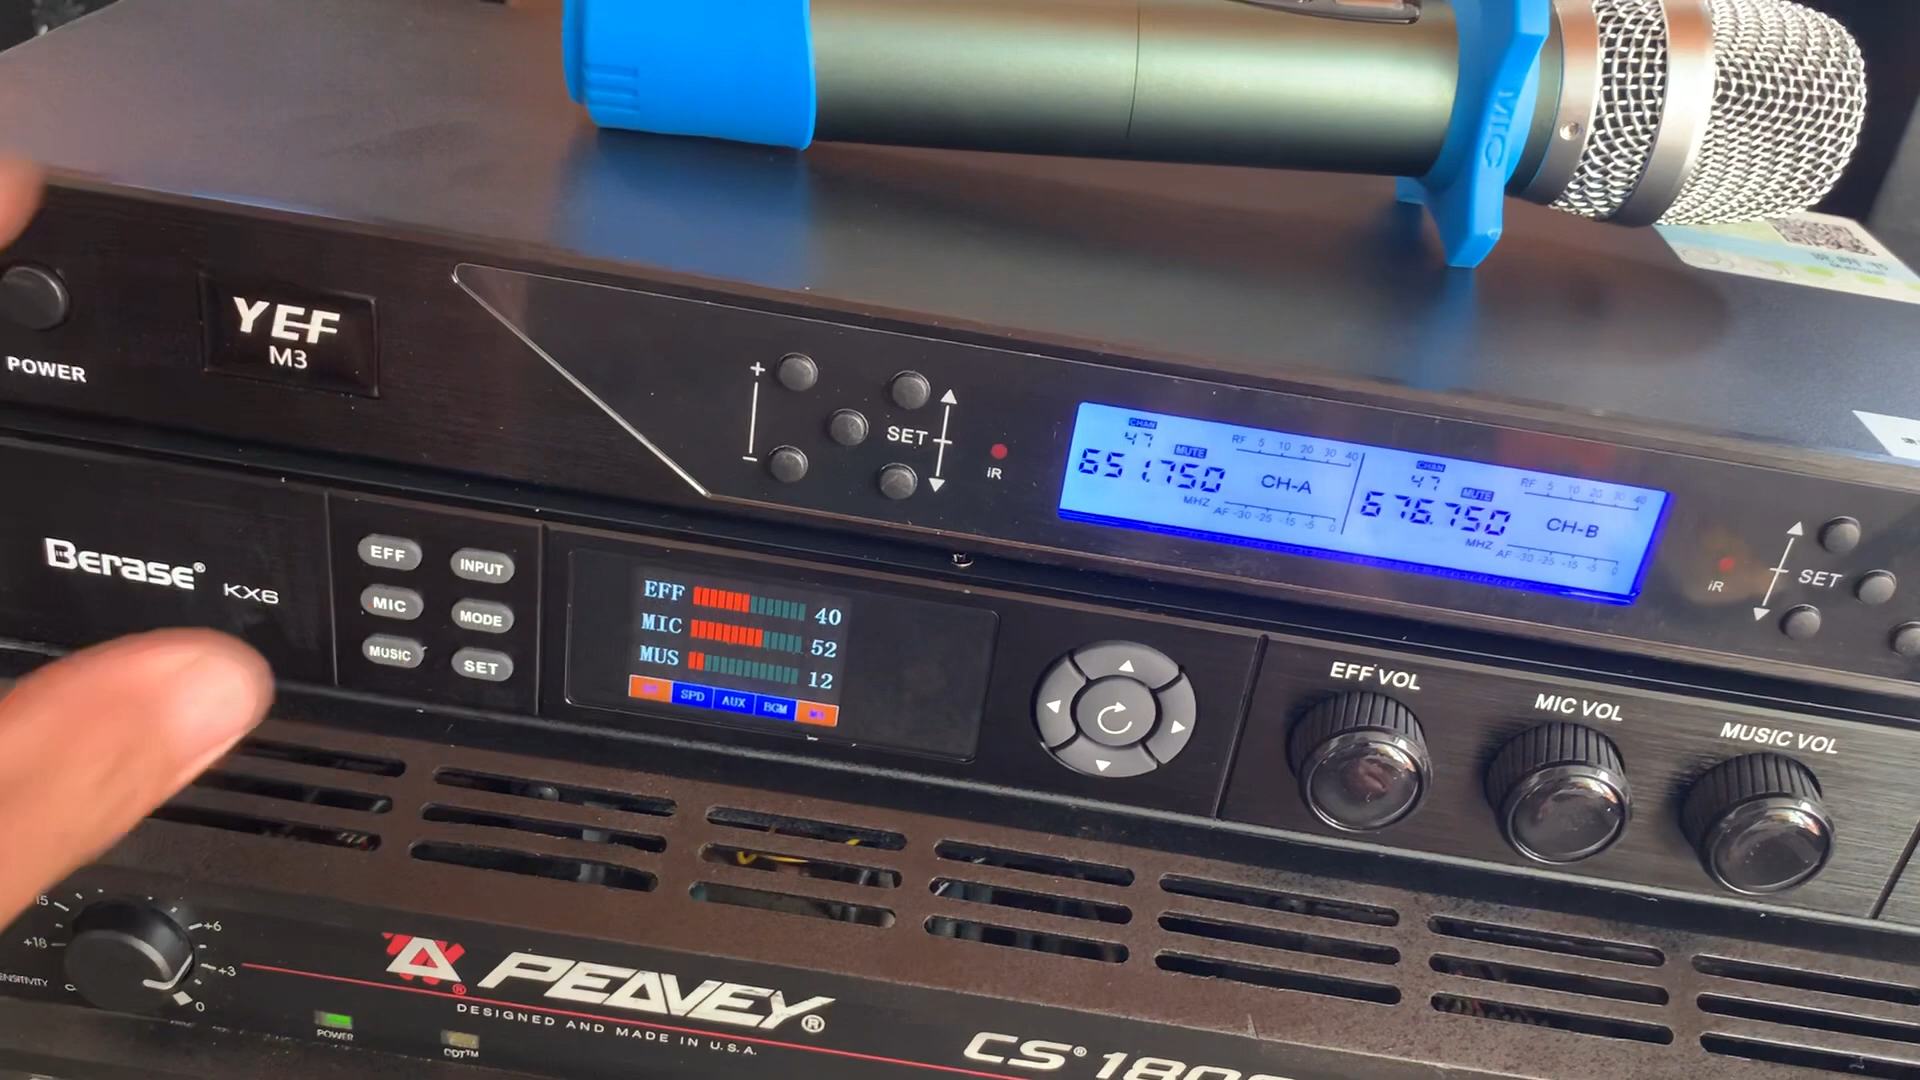 MIC
YEF
M3
POWER
+
SET
-
iR
CHAN
47
MUTE
RF 5 10 20 30 40
651.750
MHZ
CH-A
AF -30 -25 -15 -5 0
CHAN
47
MUTE
RF 5 10 20 30 40
676.750
MHZ
CH-B
AF -30 -25 -15 -5 0
iR
SET
Berase® KX6
EFF
INPUT
MIC
MODE
MUSIC
SET
EFF 40
MIC 52
MUS 12
SPD AUX BGM
EFF VOL
MIC VOL
MUSIC VOL
+6
+18
+3
0
PEAVEY®
DESIGNED AND MADE IN U.S.A.
POWER
DDT™
CS®